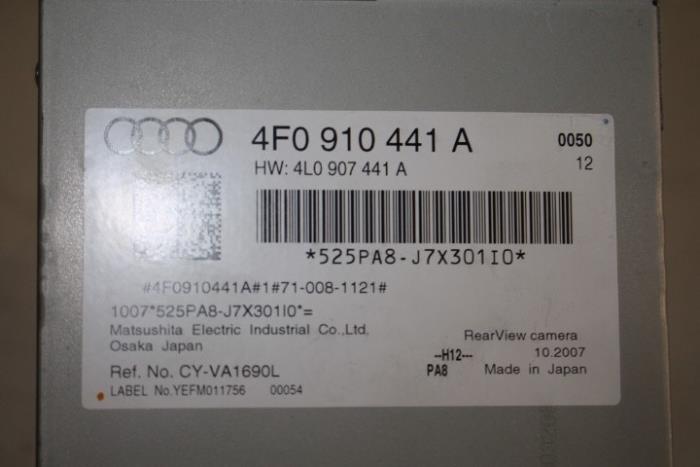 4F0 910 441 A
0050
HW: 4L0 907 441 A
12
*525PA8-J7X301I0*
#4F0910441A#1#71-008-1121#
1007*525PA8-J7X301I0*=
Matsushita Electric Industrial Co.,Ltd.
Osaka Japan
RearView camera
--H12---
10.2007
Ref. No. CY-VA1690L
PA8
Made in Japan
LABEL No.YEFM011756 00054